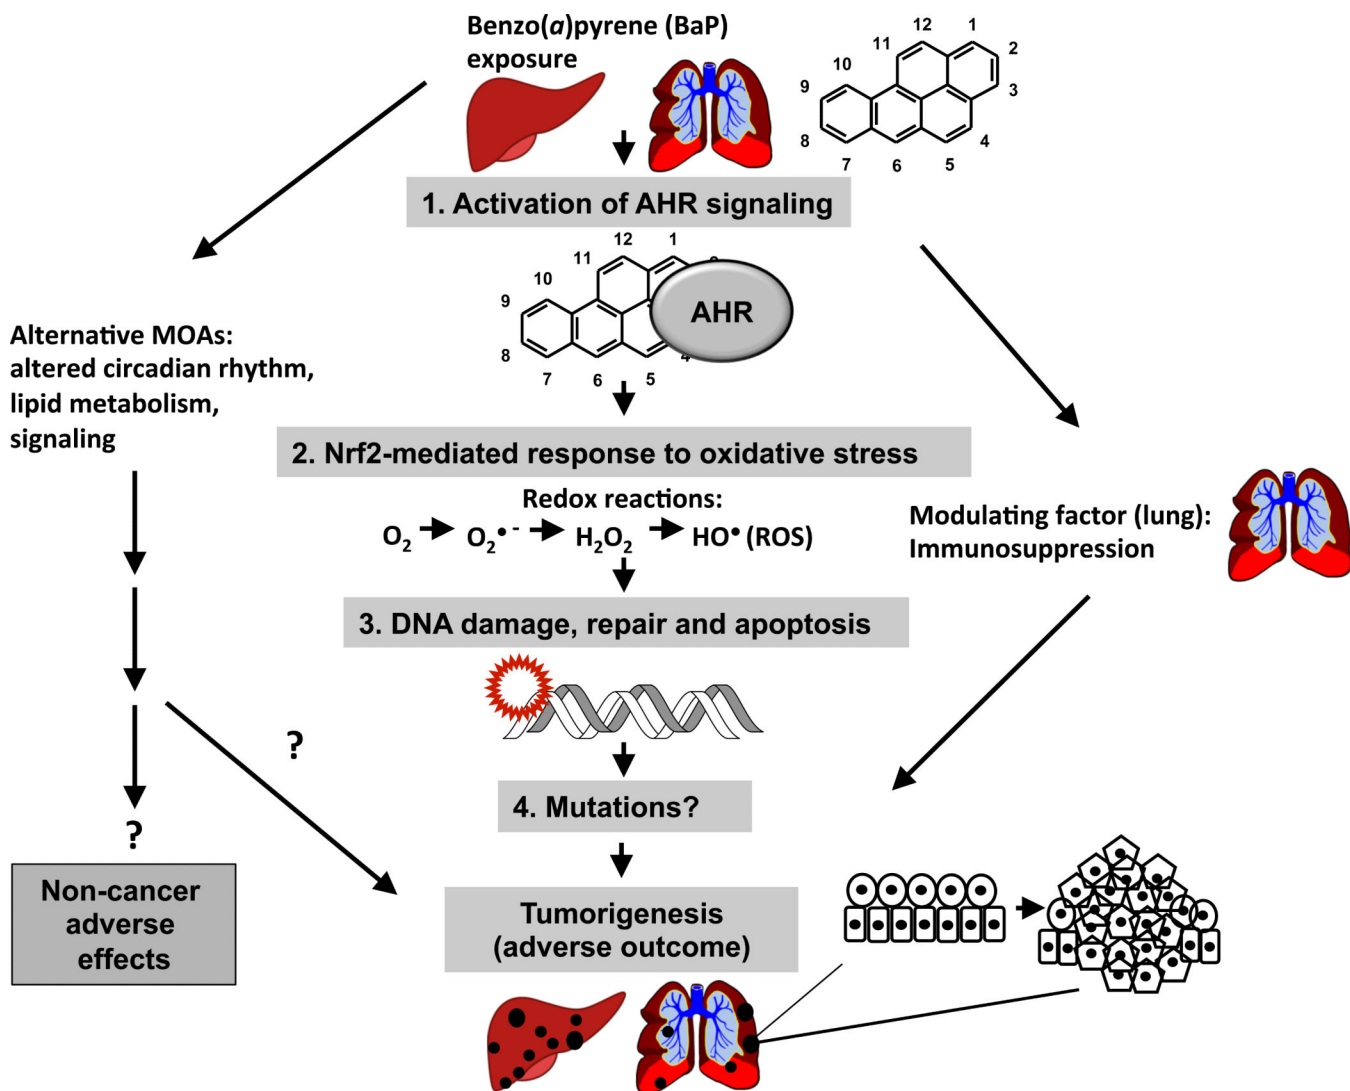 Benzo(a)pyrene (BaP)
exposure
12
1
11
2
10
9
3
8
4
7
6
5
1. Activation of AHR signaling
12
1
11
10
9
AHR
8
7
6
5
4
Alternative MOAs:
altered circadian rhythm,
lipid metabolism,
signaling
2. Nrf2-mediated response to oxidative stress
Redox reactions:
O₂ O₂•- H₂O₂ HO• (ROS)
Modulating factor (lung):
Immunosuppression
3. DNA damage, repair and apoptosis
?
4. Mutations?
?
Non-cancer
adverse
effects
Tumorigenesis
(adverse outcome)